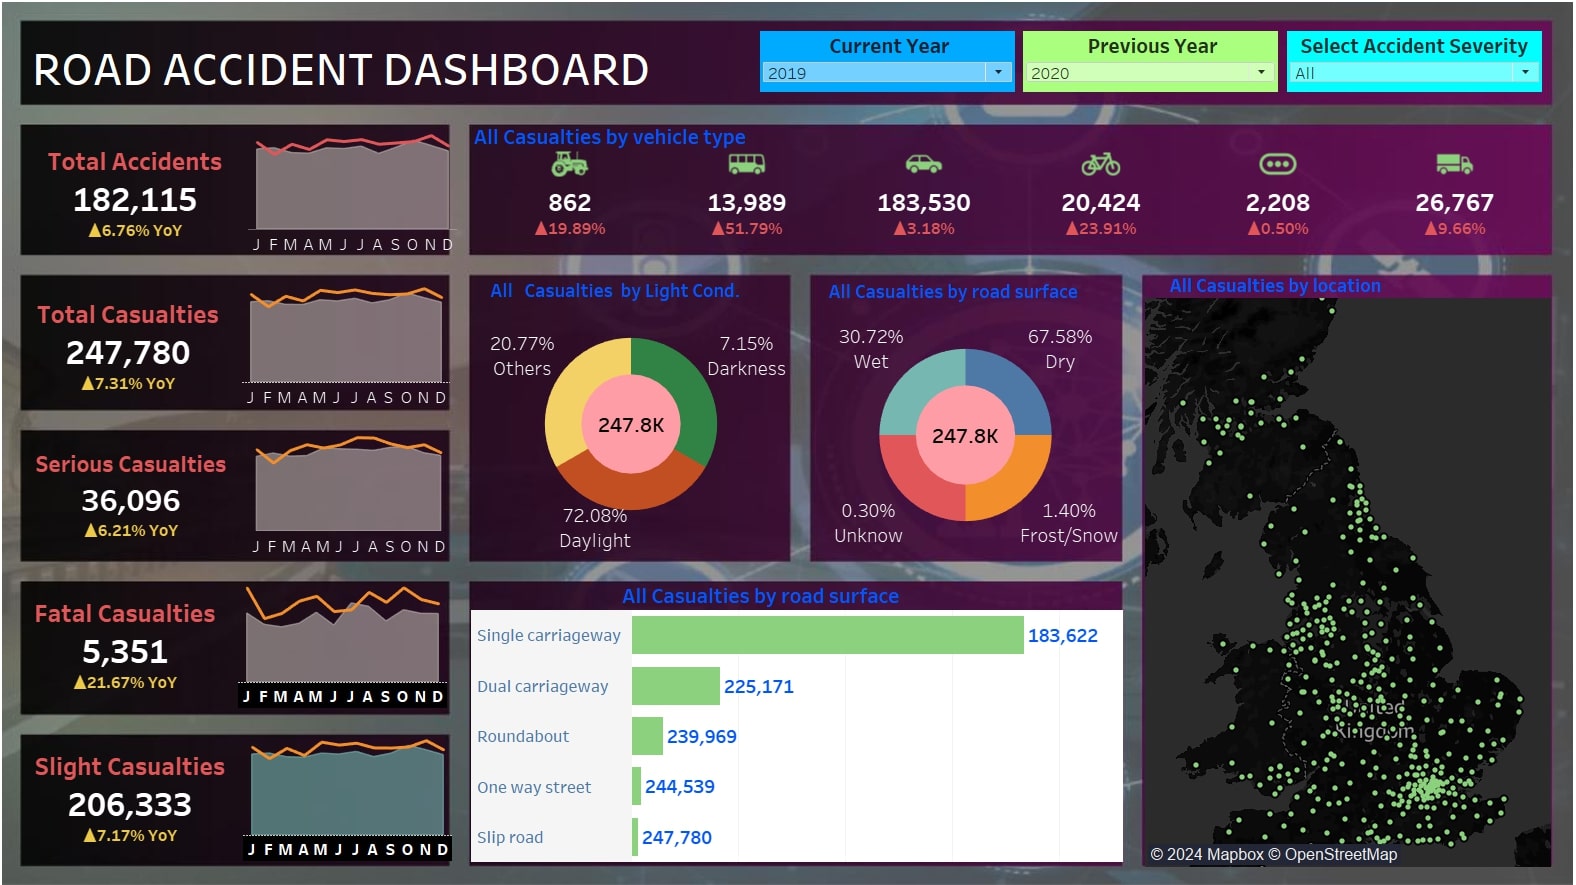 ROAD ACCIDENT DASHBOARD
Current Year
2019
Previous Year
2020
Select Accident Severity
All
Total Accidents
182,115
▲6.76% YoY
J F M A M J J A S O N D
All Casualties by vehicle type
862
▲19.89%
13,989
▲51.79%
183,530
▲3.18%
20,424
▲23.91%
2,208
▲0.50%
26,767
▲9.66%
Total Casualties
247,780
▲7.31% YoY
J F M A M J J A S O N D
Serious Casualties
36,096
▲6.21% YoY
J F M A M J J A S O N D
Fatal Casualties
5,351
▲21.67% YoY
J F M A M J J A S O N D
Slight Casualties
206,333
▲7.17% YoY
J F M A M J J A S O N D
All Casualties by Light Cond.
20.77%
Others
7.15%
Darkness
247.8K
72.08%
Daylight
All Casualties by road surface
30.72%
Wet
67.58%
Dry
247.8K
0.30%
Unknow
1.40%
Frost/Snow
All Casualties by road surface
Single carriageway 183,622
Dual carriageway 225,171
Roundabout 239,969
One way street 244,539
Slip road 247,780
All Casualties by location
United
Kingdom
© 2024 Mapbox © OpenStreetMap